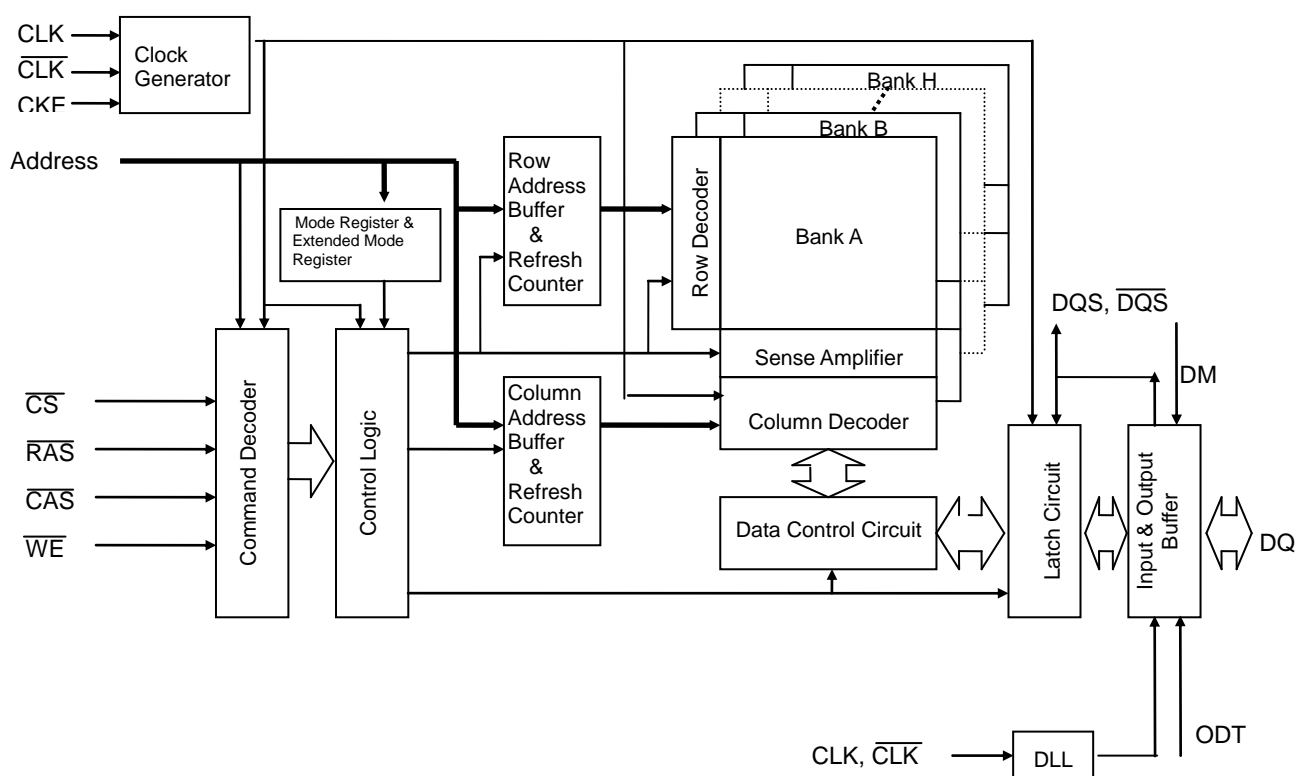 CLK
CLK
CKE
Clock
Generator
Address
Mode Register &
Extended Mode
Register
Row
Address
Buffer
&
Refresh
Counter
Bank H
Bank B
Row Decoder
Bank A
Sense Amplifier
Column Decoder
Column
Address
Buffer
&
Refresh
Counter
CS
RAS
CAS
WE
Command Decoder
Control Logic
Data Control Circuit
Latch Circuit
Input & Output
Buffer
DQS, DQS
DM
DQ
CLK, CLK
DLL
ODT